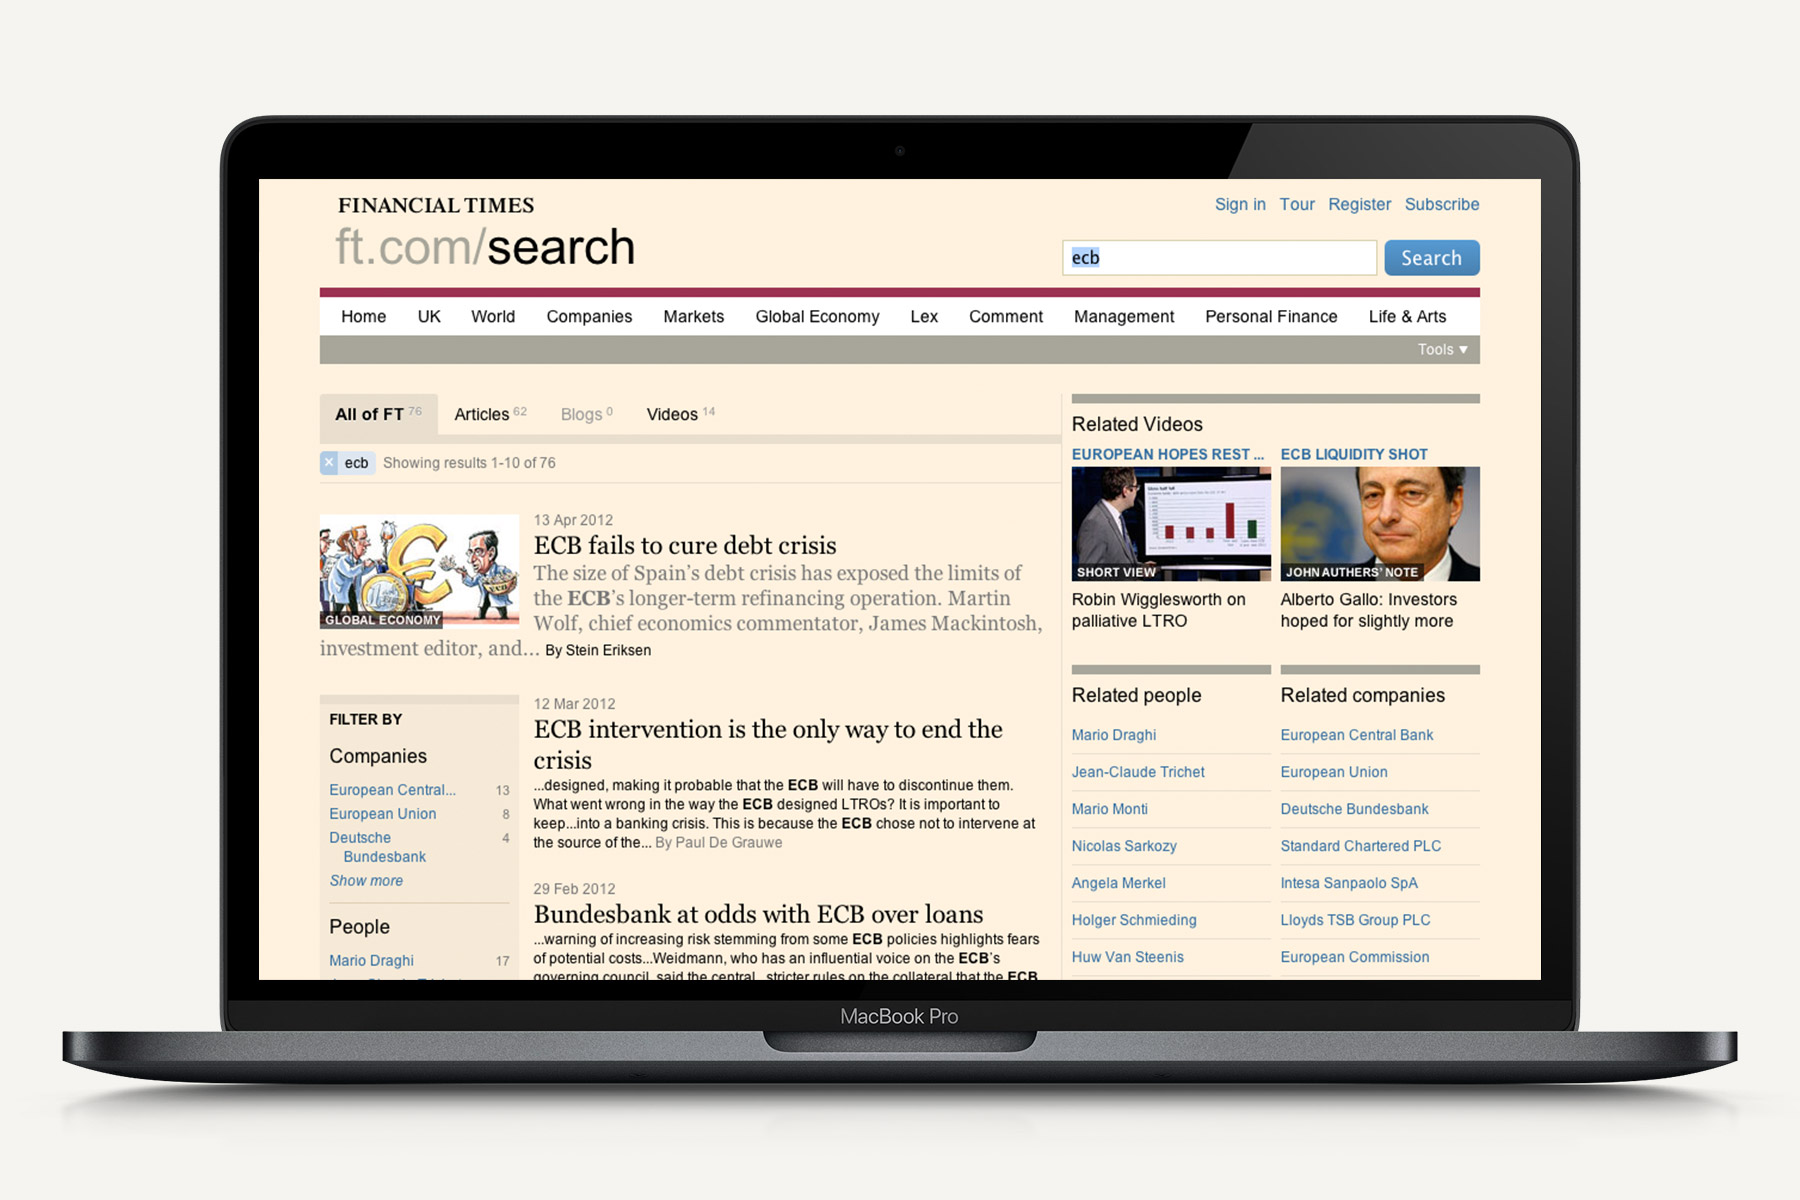 FINANCIAL TIMES
ft.com/search
Sign in Tour Register Subscribe
ecb
Search
Home UK World Companies Markets Global Economy Lex Comment Management Personal Finance Life & Arts
Tools ▼
All of FT 76 Articles 62 Blogs 0 Videos 14
× ecb Showing results 1-10 of 76
GLOBAL ECONOMY
13 Apr 2012
ECB fails to cure debt crisis
The size of Spain's debt crisis has exposed the limits of
the ECB's longer-term refinancing operation. Martin
Wolf, chief economics commentator, James Mackintosh,
investment editor, and... By Stein Eriksen
FILTER BY
Companies
European Central... 13
European Union 8
Deutsche 4
Bundesbank
Show more
People
Mario Draghi 17
12 Mar 2012
ECB intervention is the only way to end the
crisis
...designed, making it probable that the ECB will have to discontinue them.
What went wrong in the way the ECB designed LTROs? It is important to
keep...into a banking crisis. This is because the ECB chose not to intervene at
the source of the... By Paul De Grauwe
29 Feb 2012
Bundesbank at odds with ECB over loans
...warning of increasing risk stemming from some ECB policies highlights fears
of potential costs...Weidmann, who has an influential voice on the ECB's
governing council, said the central...stricter rules on the collateral that the ECB
Related Videos
EUROPEAN HOPES REST ...
SHORT VIEW
Robin Wigglesworth on
palliative LTRO
ECB LIQUIDITY SHOT
JOHN AUTHERS' NOTE
Alberto Gallo: Investors
hoped for slightly more
Related people
Mario Draghi
Jean-Claude Trichet
Mario Monti
Nicolas Sarkozy
Angela Merkel
Holger Schmieding
Huw Van Steenis
Related companies
European Central Bank
European Union
Deutsche Bundesbank
Standard Chartered PLC
Intesa Sanpaolo SpA
Lloyds TSB Group PLC
European Commission
MacBook Pro